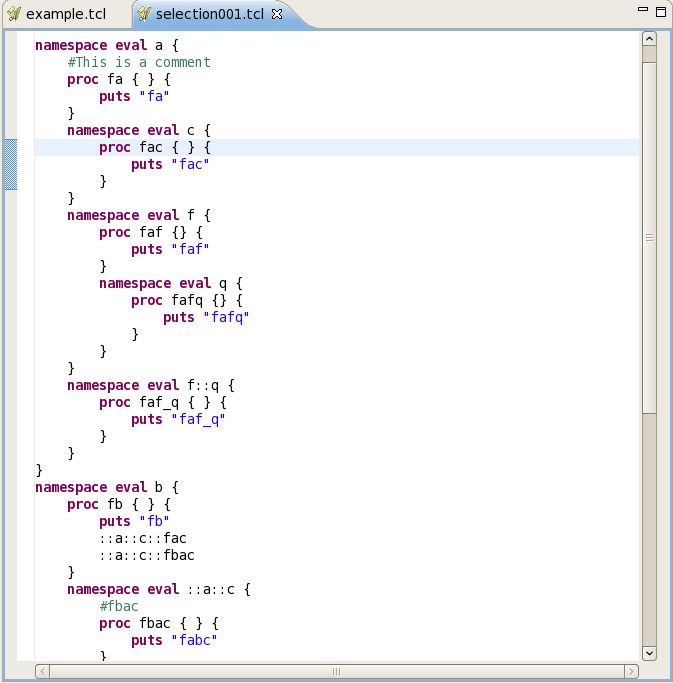 example.tcl selection001.tcl
namespace eval a {
    #This is a comment
    proc fa { } {
        puts "fa"
    }
    namespace eval c {
        proc fac { } {
            puts "fac"
        }
    }
    namespace eval f {
        proc faf {} {
            puts "faf"
        }
        namespace eval q {
            proc fafq {} {
                puts "fafq"
            }
        }
    }
    namespace eval f::q {
        proc faf_q { } {
            puts "faf_q"
        }
    }
}
namespace eval b {
    proc fb { } {
        puts "fb"
        ::a::c::fac
        ::a::c::fbac
    }
    namespace eval ::a::c {
        #fbac
        proc fbac { } {
            puts "fabc"
        }